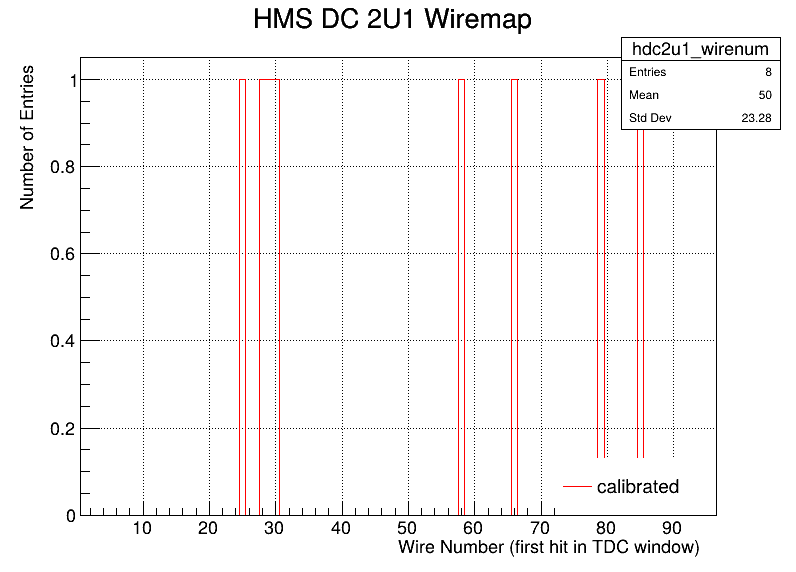 HMS DC 2U1 Wiremap
hdc2u1_wirenum
Entries 8
Mean 50
Std Dev 23.28
Number of Entries
1
0.8
0.6
0.4
0.2
0
calibrated
10 20 30 40 50 60 70 80 90
Wire Number (first hit in TDC window)